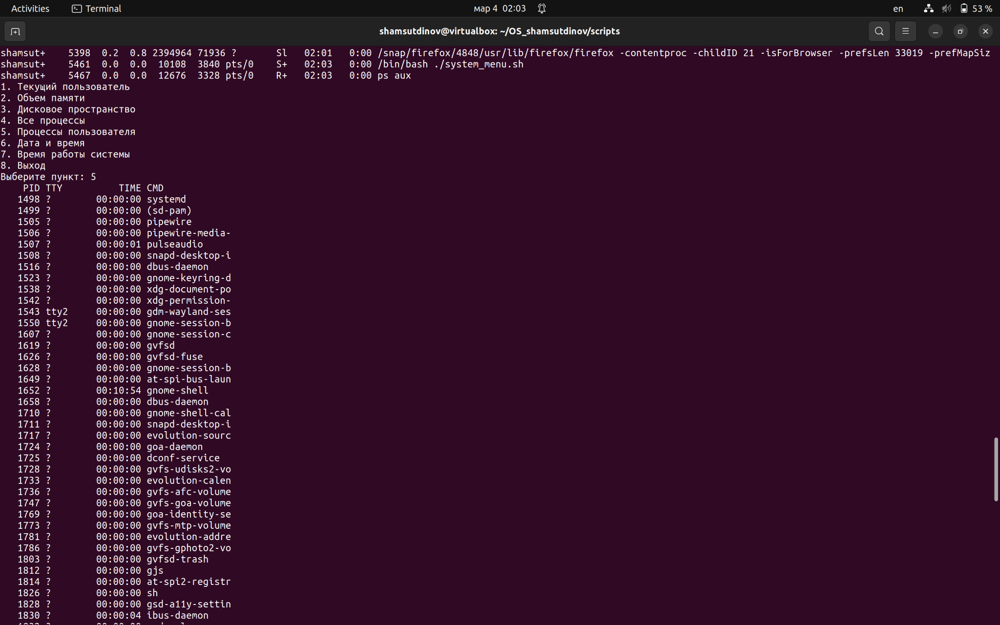 Activities Terminal мар 4 02:03 en 53 %
shamsutdinov@virtualbox: ~/OS_shamsutdinov/scripts
shamsut+ 5398 0.2 0.8 2394964 71936 ? Sl 02:01 0:00 /snap/firefox/4848/usr/lib/firefox/firefox -contentproc -childID 21 -isForBrowser -prefsLen 33019 -prefMapSiz
shamsut+ 5461 0.0 0.0 10108 3840 pts/0 S+ 02:03 0:00 /bin/bash ./system_menu.sh
shamsut+ 5467 0.0 0.0 12676 3328 pts/0 R+ 02:03 0:00 ps aux
1. Текущий пользователь
2. Объем памяти
3. Дисковое пространство
4. Все процессы
5. Процессы пользователя
6. Дата и время
7. Время работы системы
8. Выход
Выберите пункт: 5
PID TTY TIME CMD
1498 ? 00:00:00 systemd
1499 ? 00:00:00 (sd-pam)
1505 ? 00:00:00 pipewire
1506 ? 00:00:00 pipewire-media-
1507 ? 00:00:01 pulseaudio
1508 ? 00:00:00 snapd-desktop-i
1516 ? 00:00:00 dbus-daemon
1523 ? 00:00:00 gnome-keyring-d
1538 ? 00:00:00 xdg-document-po
1542 ? 00:00:00 xdg-permission-
1543 tty2 00:00:00 gdm-wayland-ses
1550 tty2 00:00:00 gnome-session-b
1607 ? 00:00:00 gnome-session-c
1619 ? 00:00:00 gvfsd
1626 ? 00:00:00 gvfsd-fuse
1628 ? 00:00:00 gnome-session-b
1649 ? 00:00:00 at-spi-bus-laun
1652 ? 00:10:54 gnome-shell
1658 ? 00:00:00 dbus-daemon
1710 ? 00:00:00 gnome-shell-cal
1711 ? 00:00:00 snapd-desktop-i
1717 ? 00:00:00 evolution-sourc
1724 ? 00:00:00 goa-daemon
1725 ? 00:00:00 dconf-service
1728 ? 00:00:00 gvfs-udisks2-vo
1733 ? 00:00:00 evolution-calen
1736 ? 00:00:00 gvfs-afc-volume
1747 ? 00:00:00 gvfs-goa-volume
1769 ? 00:00:00 goa-identity-se
1773 ? 00:00:00 gvfs-mtp-volume
1781 ? 00:00:00 evolution-addre
1786 ? 00:00:00 gvfs-gphoto2-vo
1803 ? 00:00:00 gvfsd-trash
1812 ? 00:00:00 gjs
1814 ? 00:00:00 at-spi2-registr
1826 ? 00:00:00 sh
1828 ? 00:00:00 gsd-a11y-settin
1830 ? 00:00:04 ibus-daemon